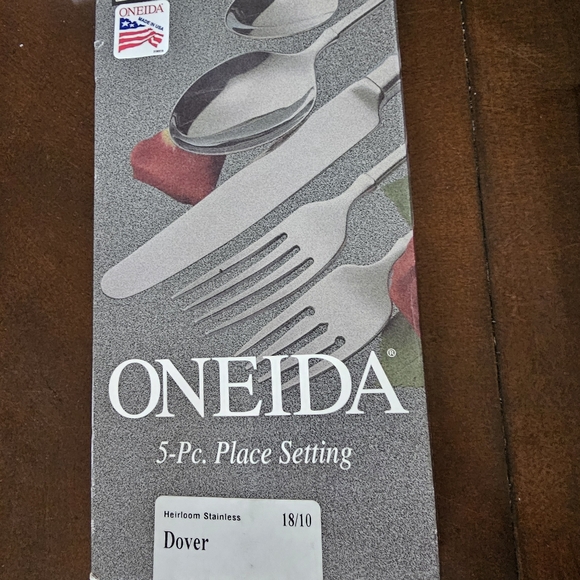 ONEIDA
MADE IN USA
ONEIDA®
5-Pc. Place Setting
Heirloom Stainless 18/10
Dover